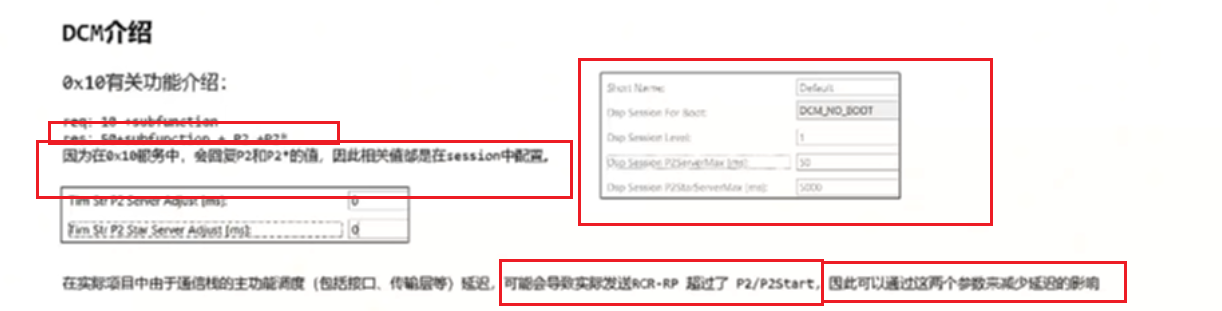 DCM介绍
0x10有关功能介绍：
req: 10 +subfunction
res: 50+subfunction + P2 +P2*
因为在0x10服务中，会回复P2和P2*的值，因此相关值都是在session中配置。
Tim Str P2 Server Adjust [ms]: 0
Tim Str P2 Star Server Adjust [ms]: 0
Short Name: Default
Dsp Session For Boot: DCM_NO_BOOT
Dsp Session Level: 1
Dsp Session P2ServerMax [ms]: 50
Dsp Session P2StarServerMax [ms]: 5000
在实际项目中由于通信栈的主功能调度（包括接口、传输层等）延迟，可能会导致实际发送RCR-RP 超过了 P2/P2Start，因此可以通过这两个参数来减少延迟的影响